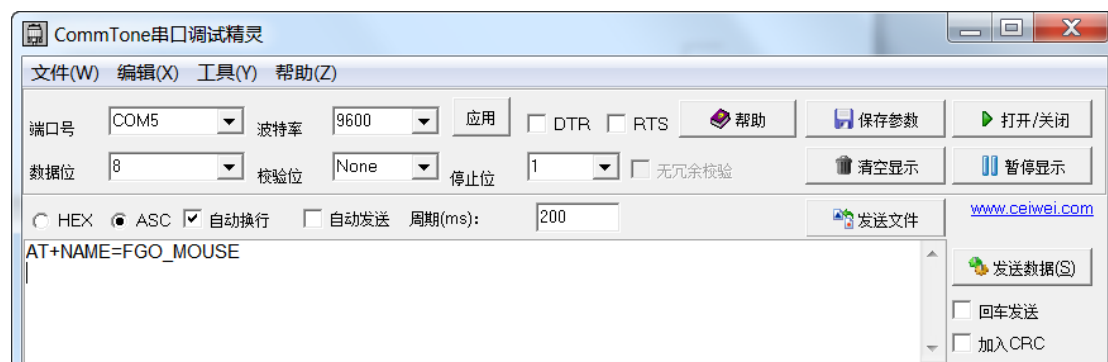 CommTone串口调试精灵
文件(W) 编辑(X) 工具(Y) 帮助(Z)
端口号 COM5 波特率 9600 应用 DTR RTS 帮助 保存参数 打开/关闭
数据位 8 校验位 None 停止位 1 无冗余校验 清空显示 暂停显示
HEX ASC 自动换行 自动发送 周期(ms): 200 发送文件 www.ceiwei.com
AT+NAME=FGO_MOUSE
发送数据(S)
回车发送
加入CRC